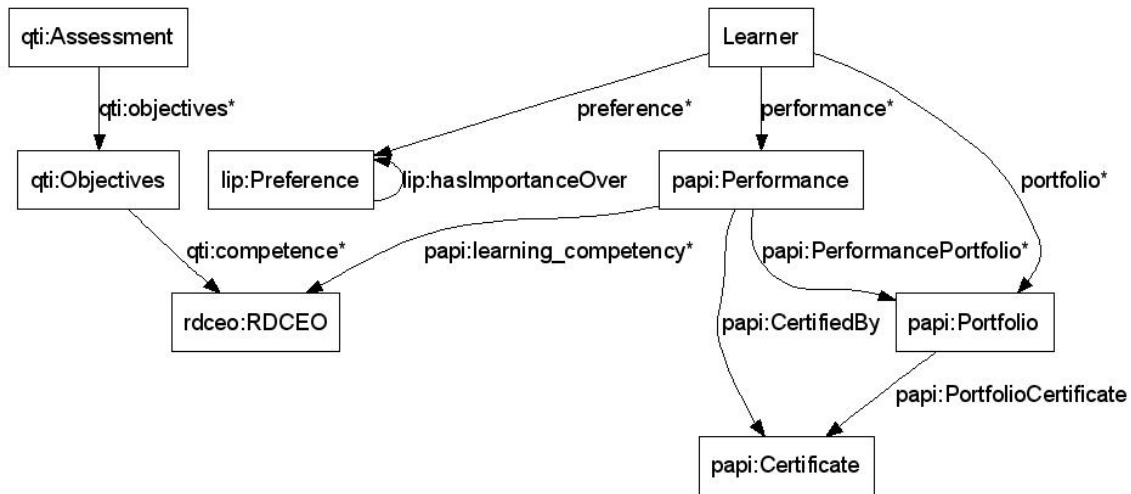 qti:Assessment
Learner
qti:objectives*
preference*
performance*
qti:Objectives
lip:Preference
lip:hasImportanceOver
papi:Performance
portfolio*
qti:competence*
papi:learning_competency*
papi:PerformancePortfolio*
rdceo:RDCEO
papi:CertifiedBy
papi:Portfolio
papi:PortfolioCertificate
papi:Certificate